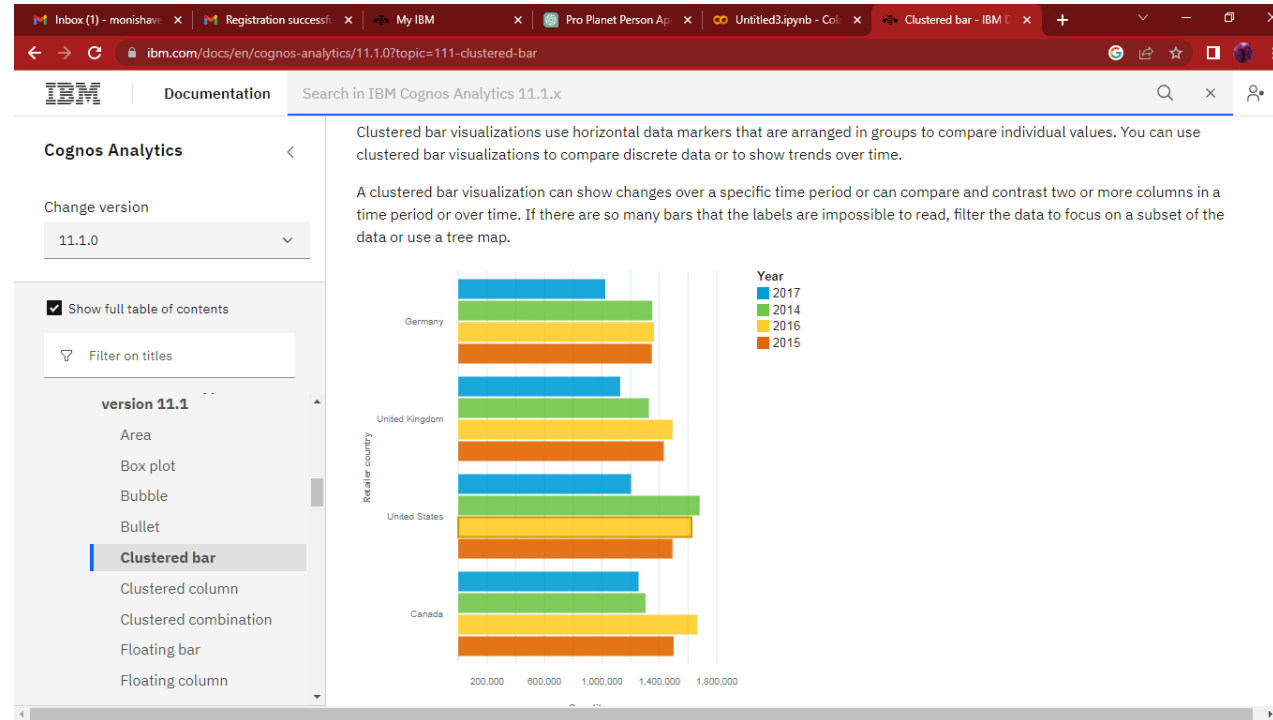 Inbox (1) - monishave
Registration successfu
My IBM
Pro Planet Person Ap
Untitled3.ipynb - Cola
Clustered bar - IBM D
ibm.com/docs/en/cognos-analytics/11.1.0?topic=111-clustered-bar
IBM
Documentation
Search in IBM Cognos Analytics 11.1.x
Cognos Analytics
Change version
11.1.0
Show full table of contents
Filter on titles
version 11.1
Area
Box plot
Bubble
Bullet
Clustered bar
Clustered column
Clustered combination
Floating bar
Floating column
Clustered bar visualizations use horizontal data markers that are arranged in groups to compare individual values. You can use
clustered bar visualizations to compare discrete data or to show trends over time.
A clustered bar visualization can show changes over a specific time period or can compare and contrast two or more columns in a
time period or over time. If there are so many bars that the labels are impossible to read, filter the data to focus on a subset of the
data or use a tree map.
Year
2017
2014
2016
2015
Retailer country
Germany
United Kingdom
United States
Canada
200,000 600,000 1,000,000 1,400,000 1,800,000